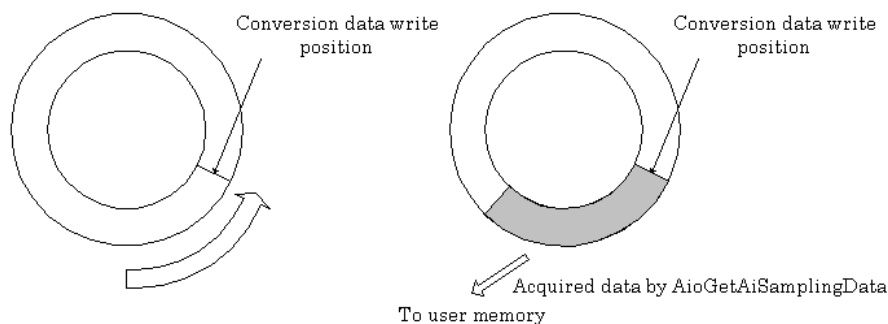 Conversion data write
position
Conversion data write
position
Acquired data by AioGetAiSamplingData
To user memory